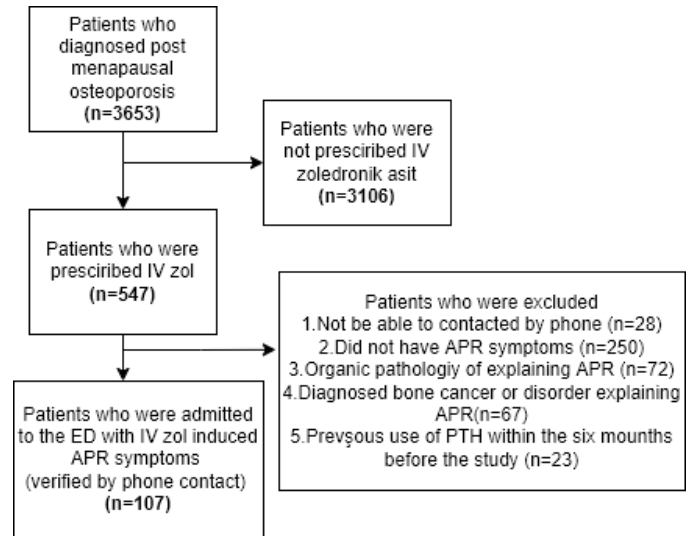 Patients who
diagnosed post
menapausal
osteoporosis
(n=3653)
Patients who were
not presciribed IV
zoledronik asit
(n=3106)
Patients who were
presciribed IV zol
(n=547)
Patients who were excluded
1.Not be able to contacted by phone (n=28)
2.Did not have APR symptoms (n=250)
3.Organic pathologiy of explaining APR (n=72)
4.Diagnosed bone cancer or disorder explaining
APR(n=67)
5.Prevşous use of PTH within the six mounths
before the study (n=23)
Patients who were admitted
to the ED with IV zol induced
APR symptoms
(verified by phone contact)
(n=107)